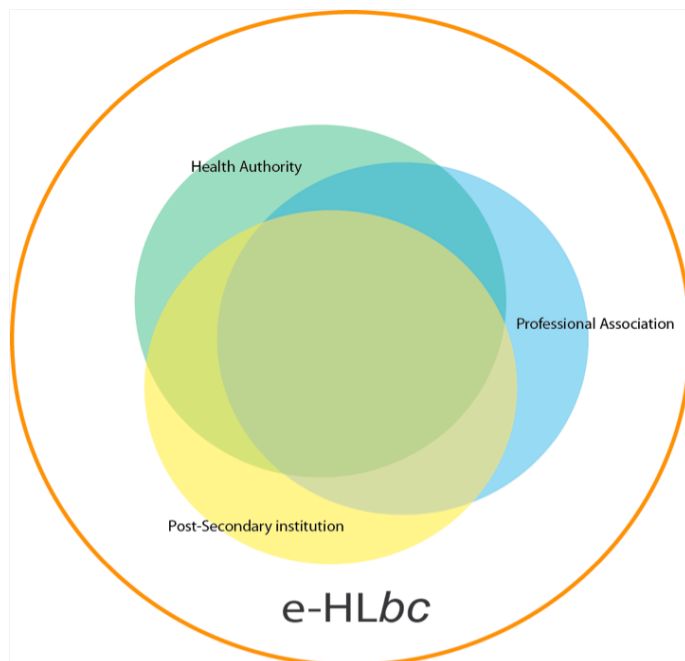 Health Authority
Professional Association
Post-Secondary institution
e-HLbc